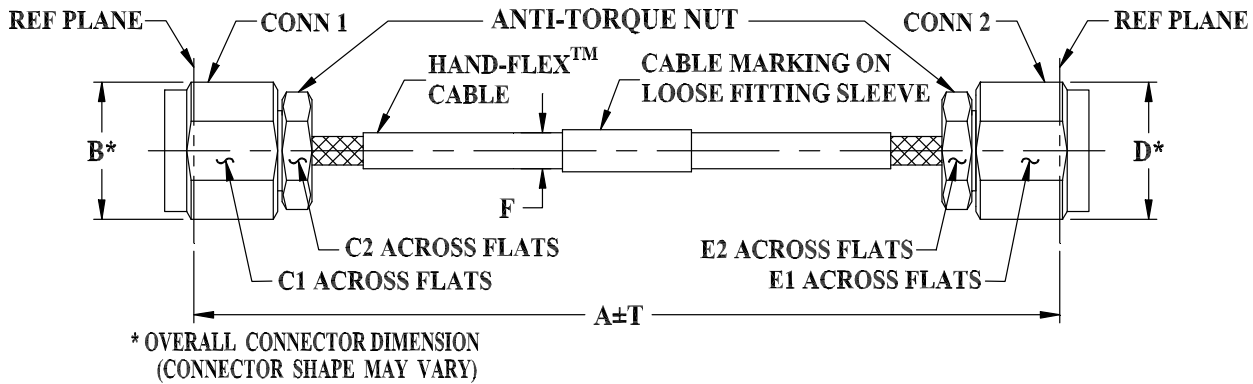 REF PLANE
CONN 1
ANTI-TORQUE NUT
CONN 2
REF PLANE
HAND-FLEX™
CABLE
CABLE MARKING ON
LOOSE FITTING SLEEVE
B*
D*
F
C2 ACROSS FLATS
E2 ACROSS FLATS
C1 ACROSS FLATS
E1 ACROSS FLATS
A±T
* OVERALL CONNECTOR DIMENSION
(CONNECTOR SHAPE MAY VARY)